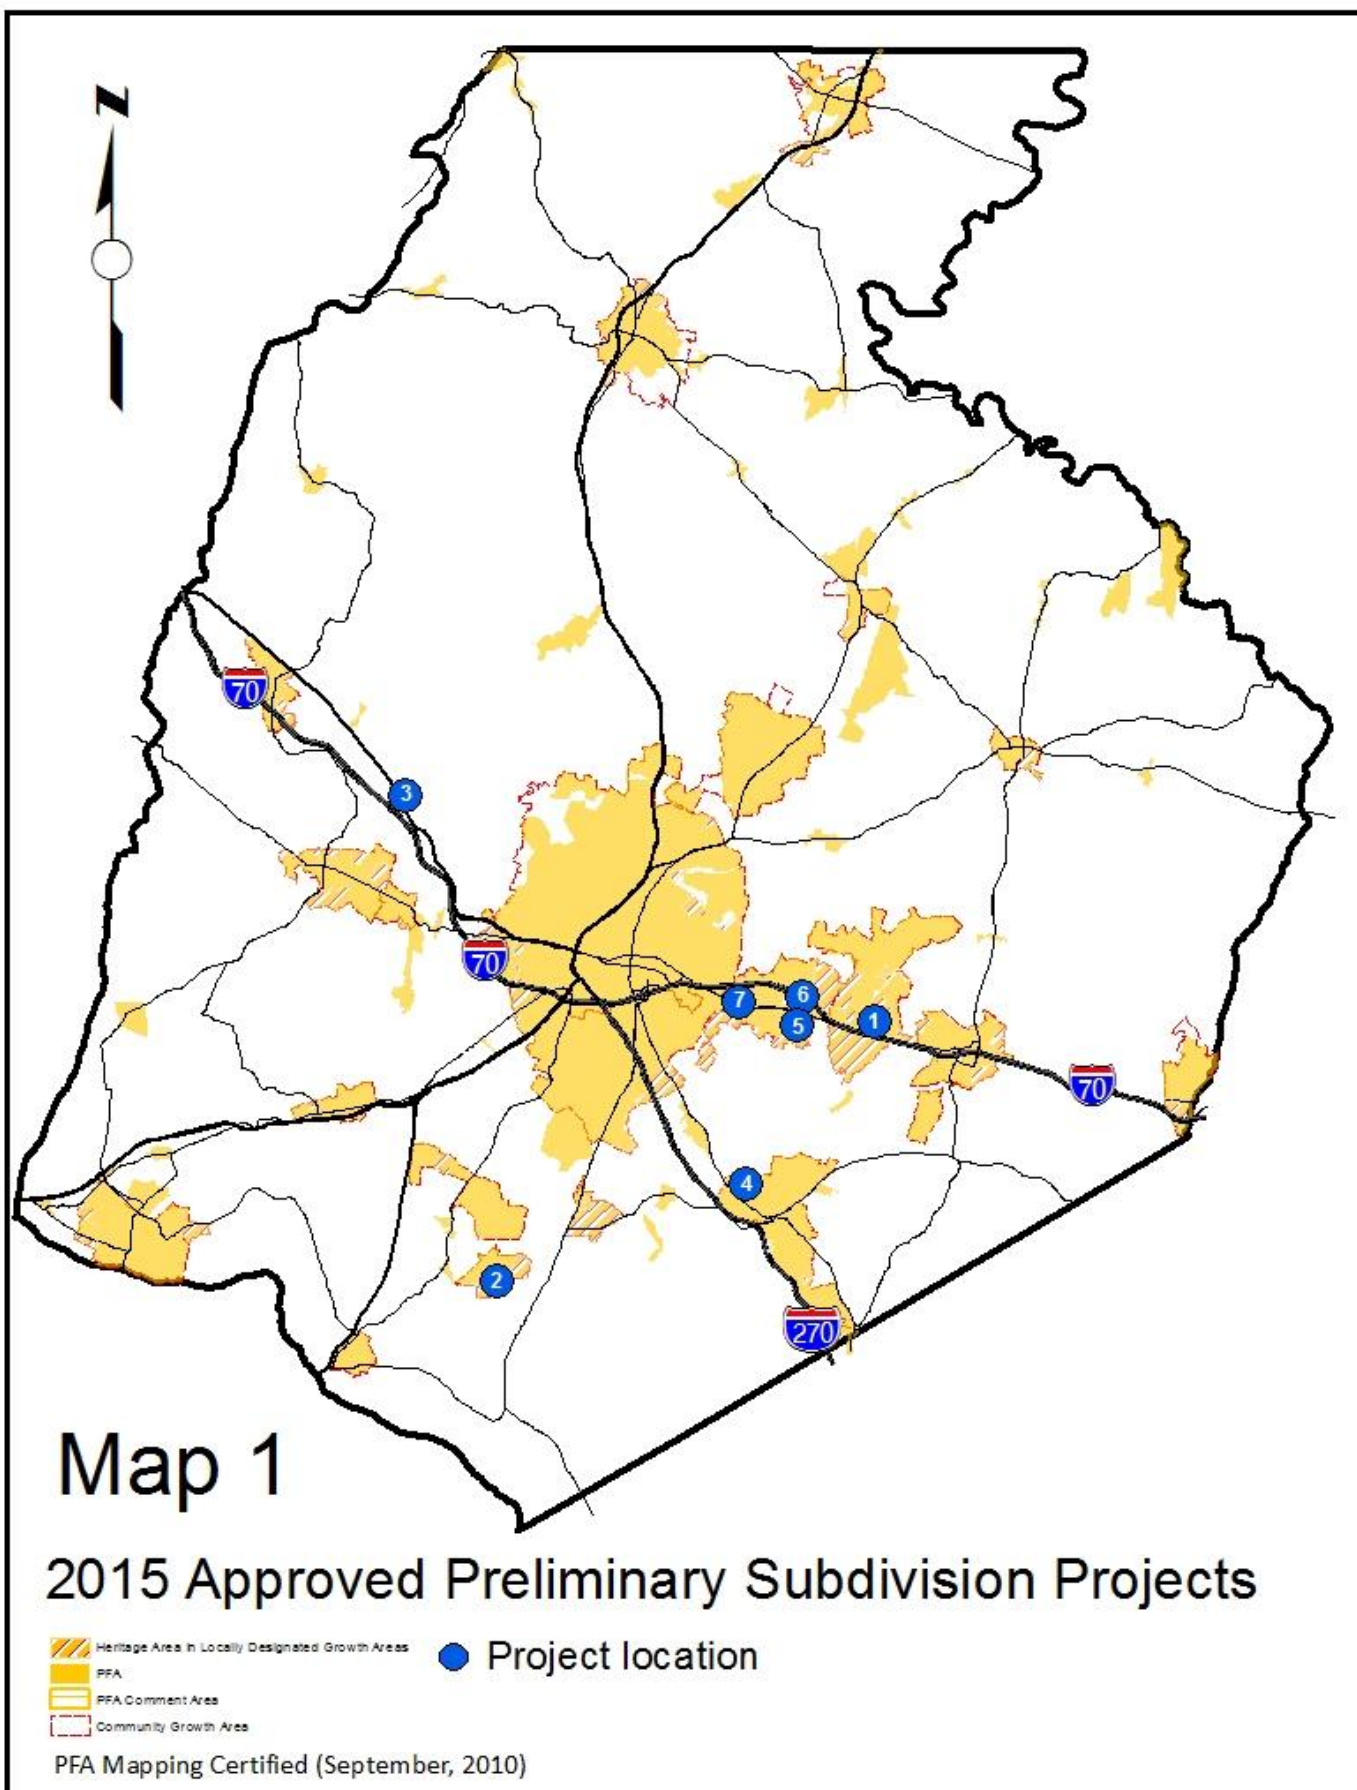 N
70
3
70
7
6
5
1
70
4
2
270
Map 1
2015 Approved Preliminary Subdivision Projects
Heritage Area in Locally Designated Growth Areas
PFA
PFA Comment Area
Community Growth Area
Project location
PFA Mapping Certified (September, 2010)